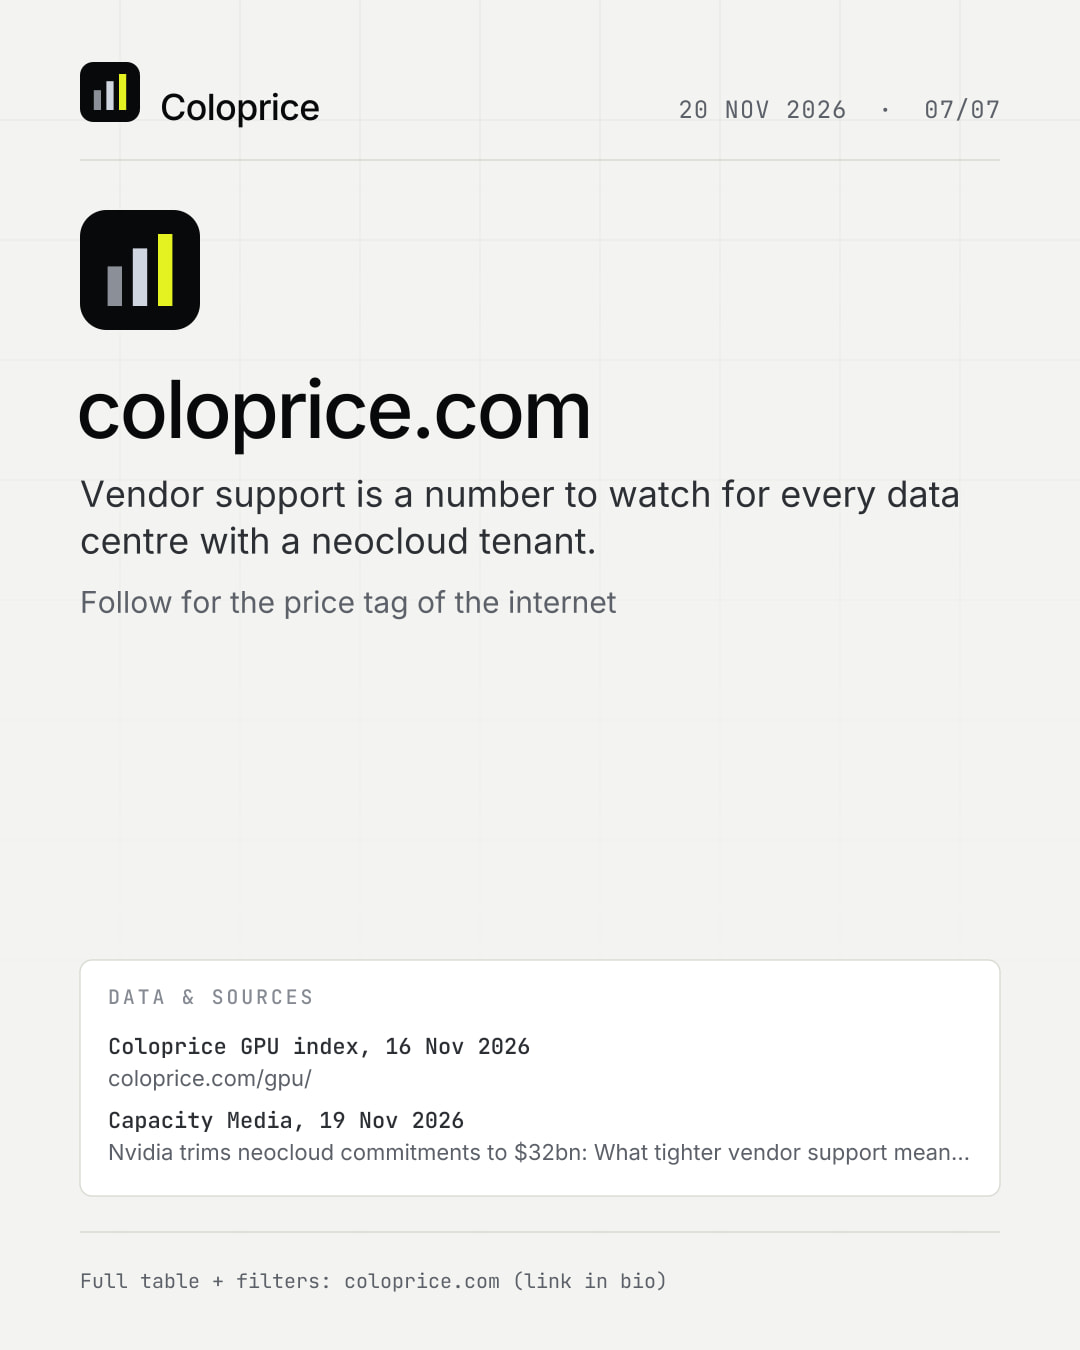 Coloprice
20 NOV 2026 · 07/07
coloprice.com
Vendor support is a number to watch for every data
centre with a neocloud tenant.
Follow for the price tag of the internet
DATA & SOURCES
Coloprice GPU index, 16 Nov 2026
coloprice.com/gpu/
Capacity Media, 19 Nov 2026
Nvidia trims neocloud commitments to $32bn: What tighter vendor support mean...
Full table + filters: coloprice.com (link in bio)